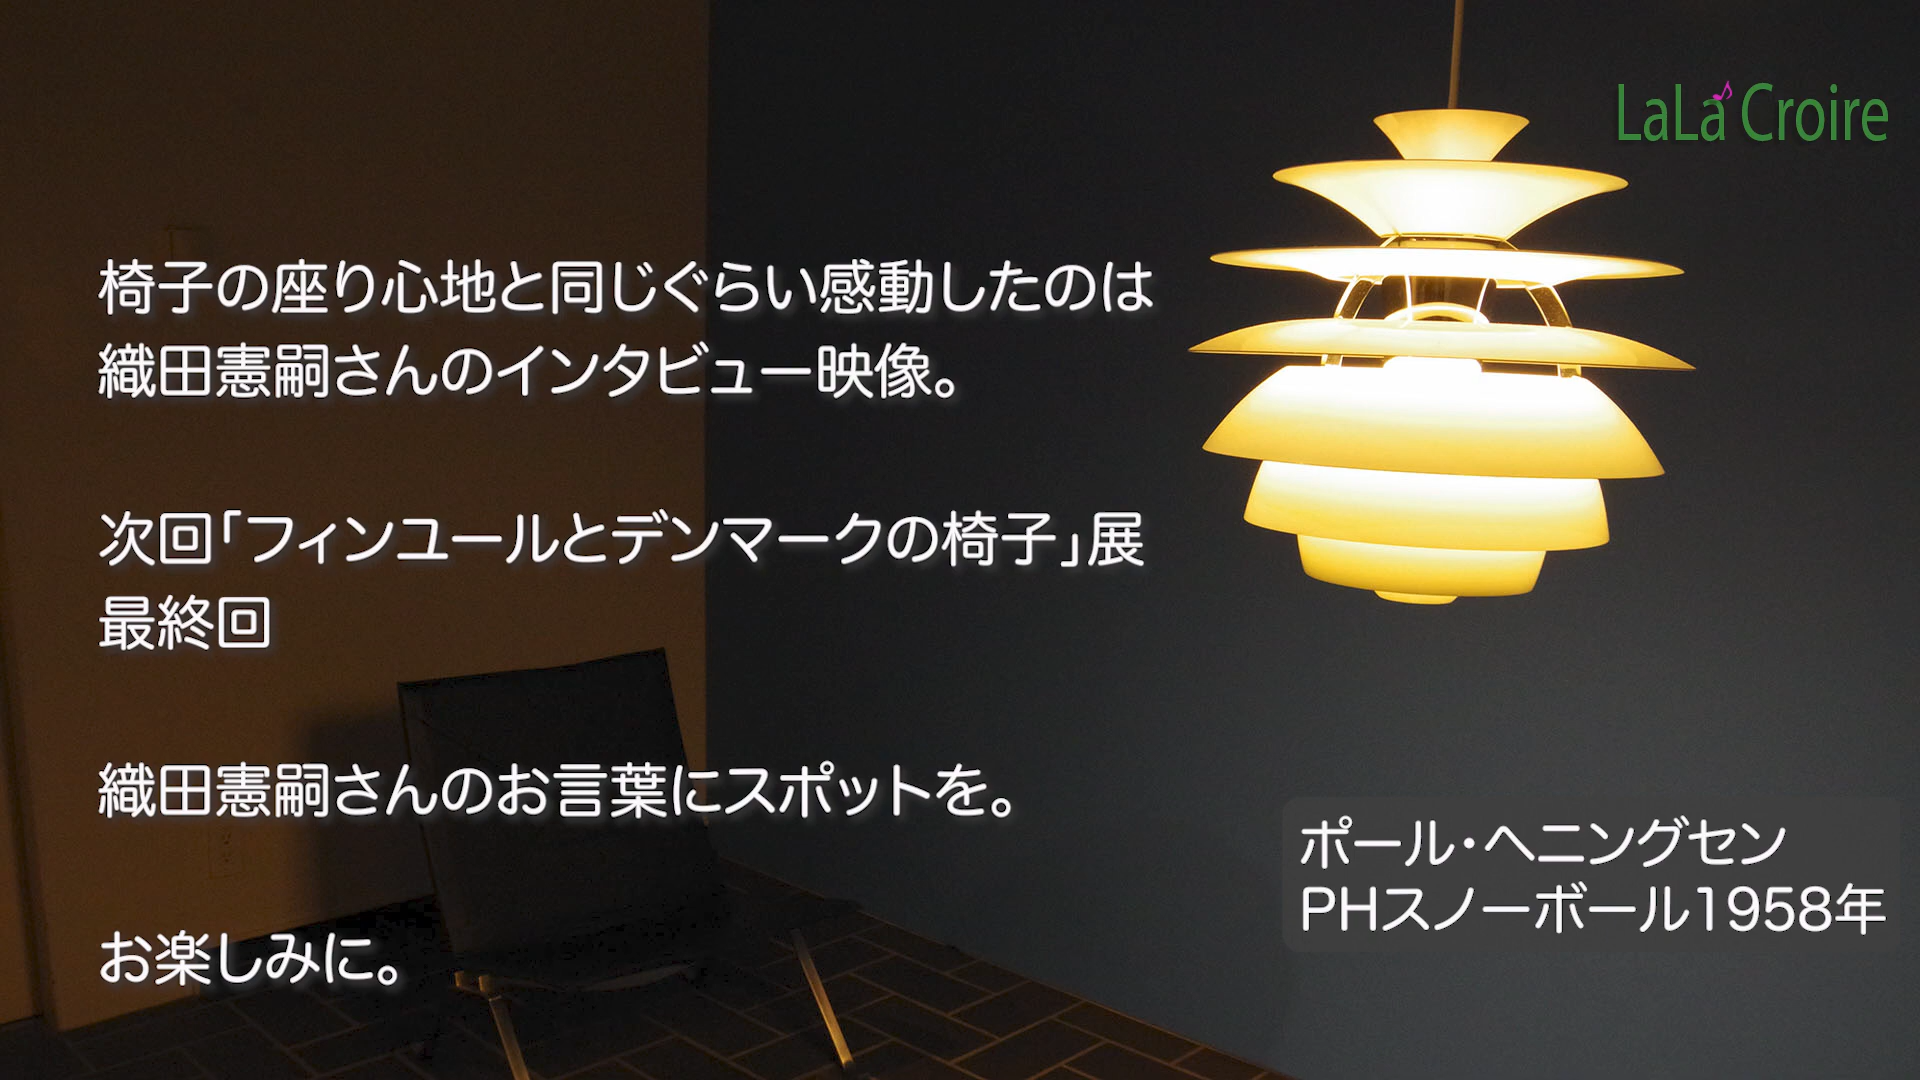 LaLa Croire
椅子の座り心地と同じぐらい感動したのは
織田憲嗣さんのインタビュー映像。
次回「フィンユールとデンマークの椅子」展
最終回
織田憲嗣さんのお言葉にスポットを。
お楽しみに。
ポール・ヘニングセン
PHスノーボール1958年